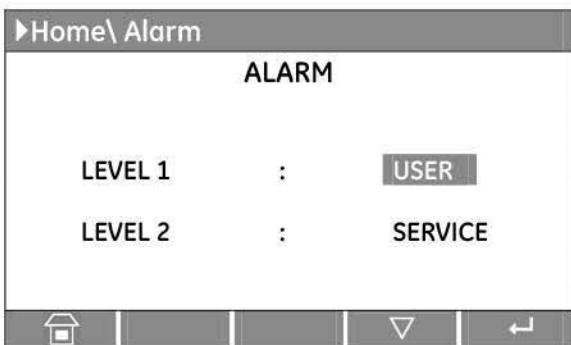 Home\ Alarm
ALARM
LEVEL 1 : USER
LEVEL 2 : SERVICE